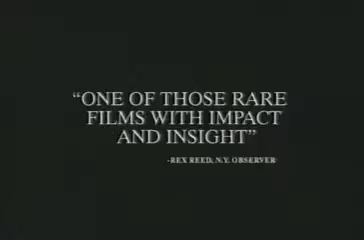 “ONE OF THOSE RARE
FILMS WITH IMPACT
AND INSIGHT”
-REX REED, N.Y. OBSERVER